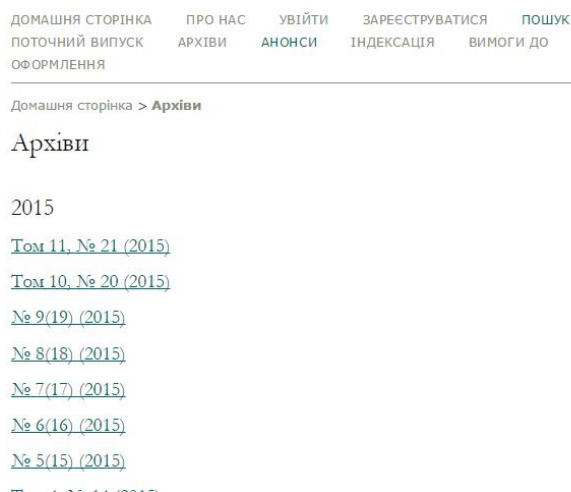 ДОМАШНЯ СТОРІНКА ПРО НАС УВІЙТИ ЗАРЕЄСТРУВАТИСЯ ПОШУК
ПОТОЧНИЙ ВИПУСК АРХІВИ АНОНСИ ІНДЕКСАЦІЯ ВИМОГИ ДО
ОФОРМЛЕННЯ
Домашня сторінка > Архіви
Архіви
2015
Том 11, № 21 (2015)
Том 10, № 20 (2015)
№ 9(19) (2015)
№ 8(18) (2015)
№ 7(17) (2015)
№ 6(16) (2015)
№ 5(15) (2015)